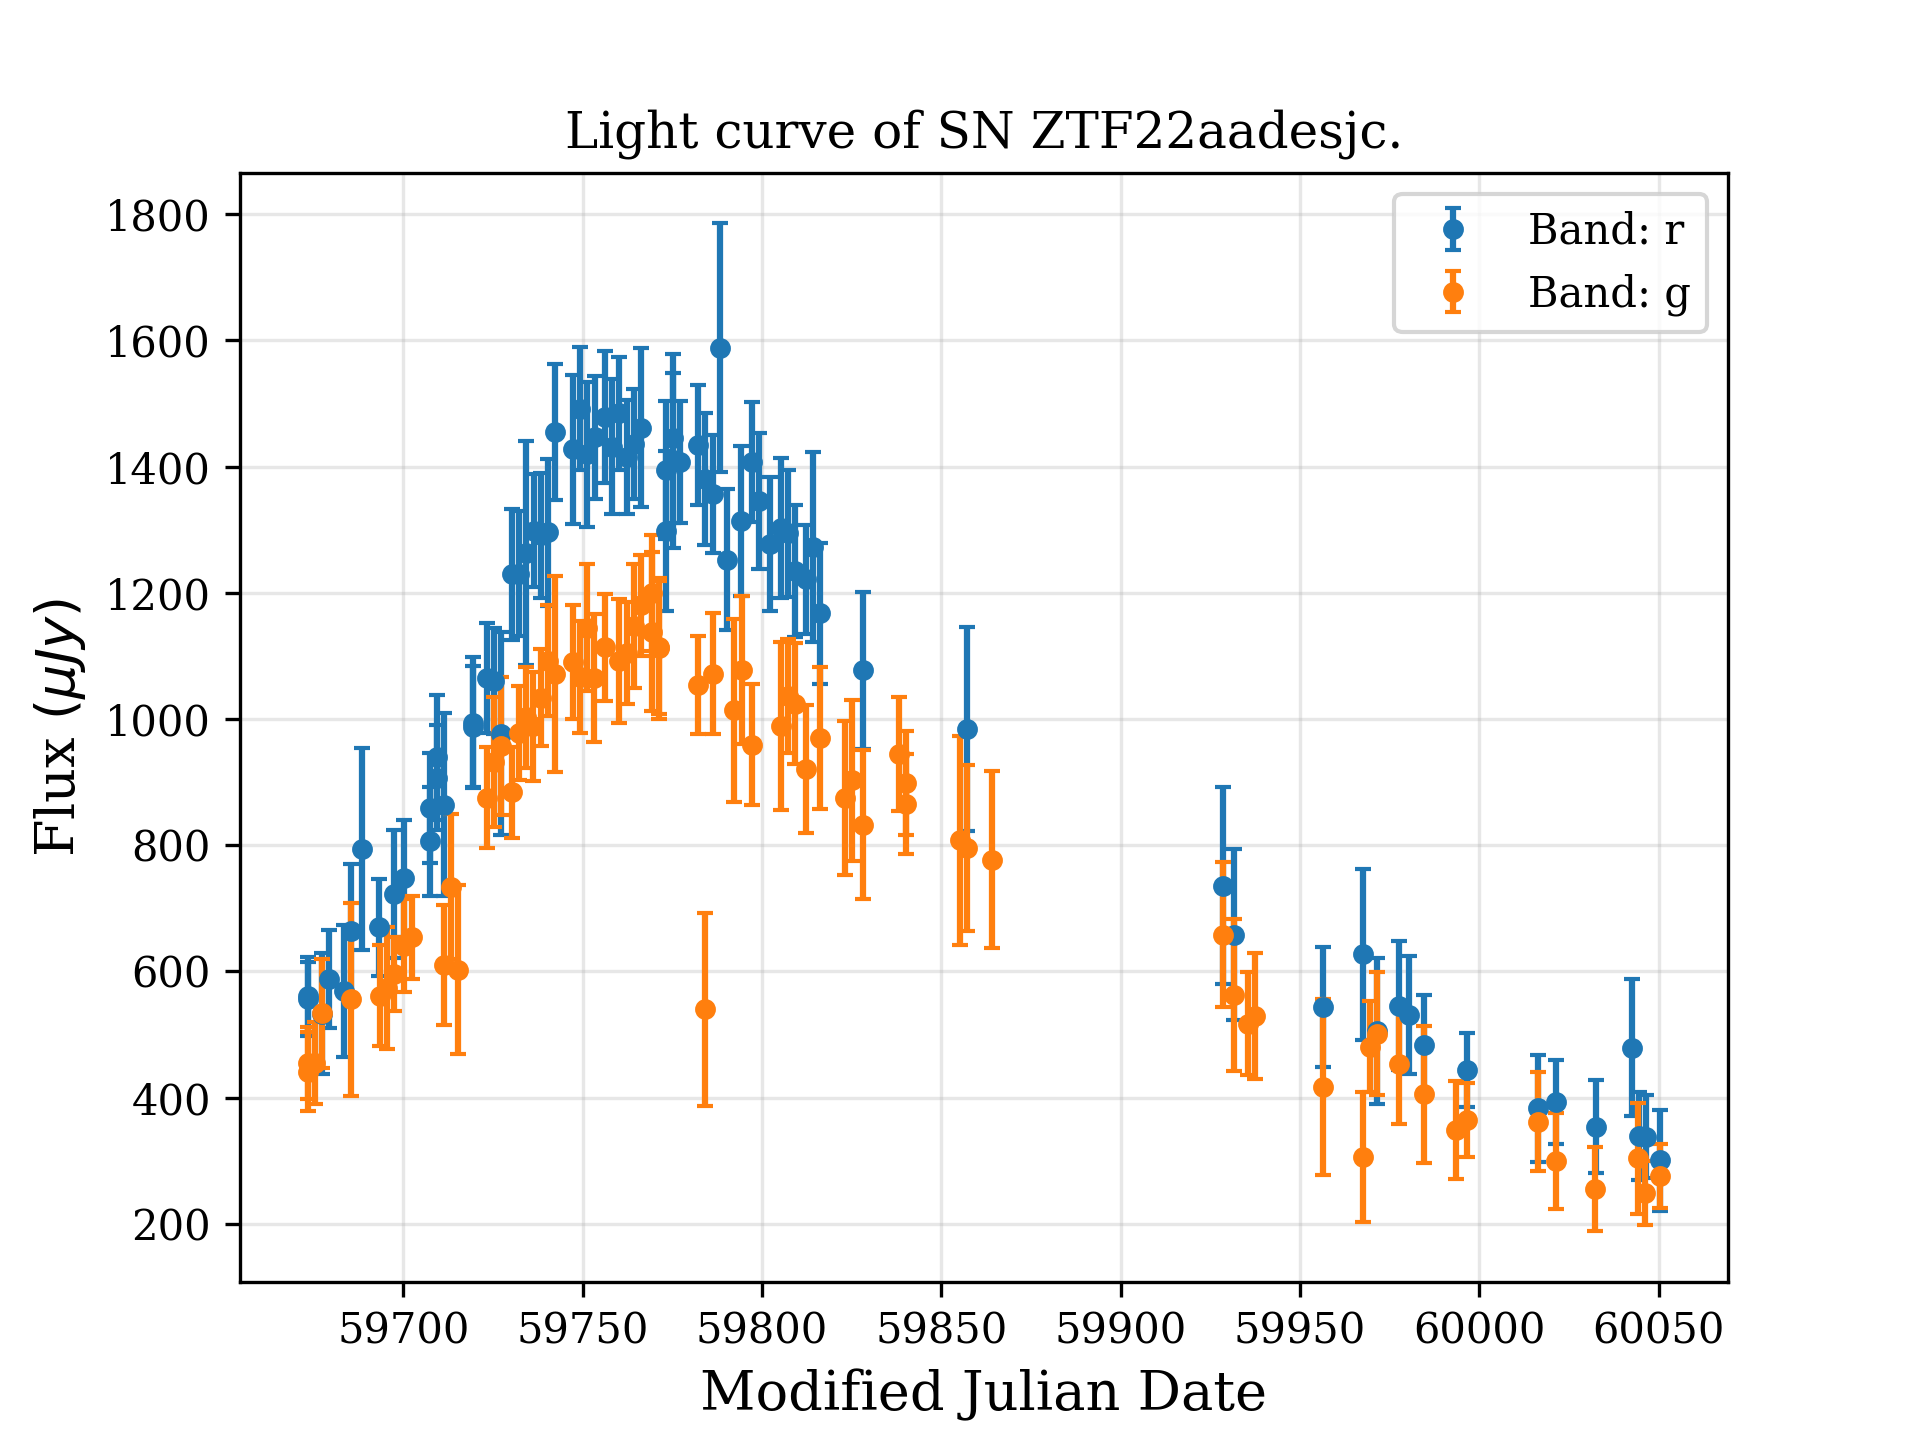 Light curve of SN ZTF22aadesjc.
Band: r
Band: g
1800
1600
1400
1200
1000
800
600
400
200
Flux (μJy)
59700 59750 59800 59850 59900 59950 60000 60050
Modified Julian Date